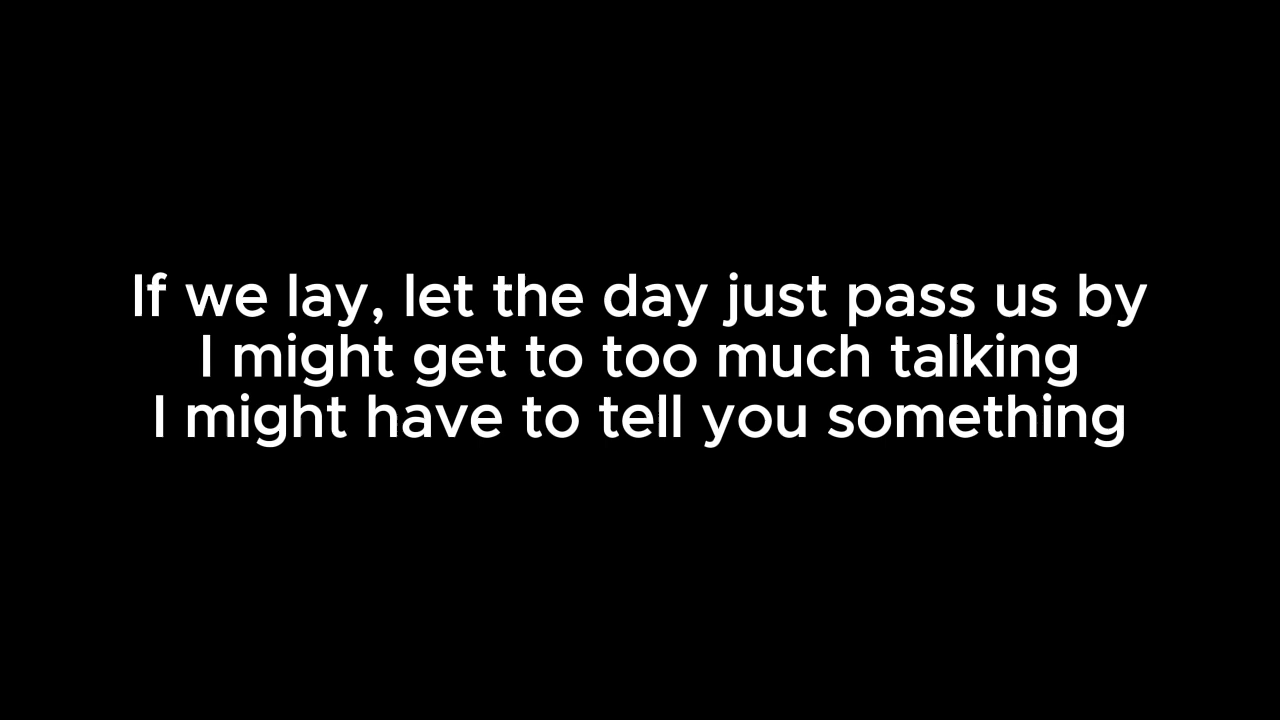 If we lay, let the day just pass us by
I might get to too much talking
I might have to tell you something